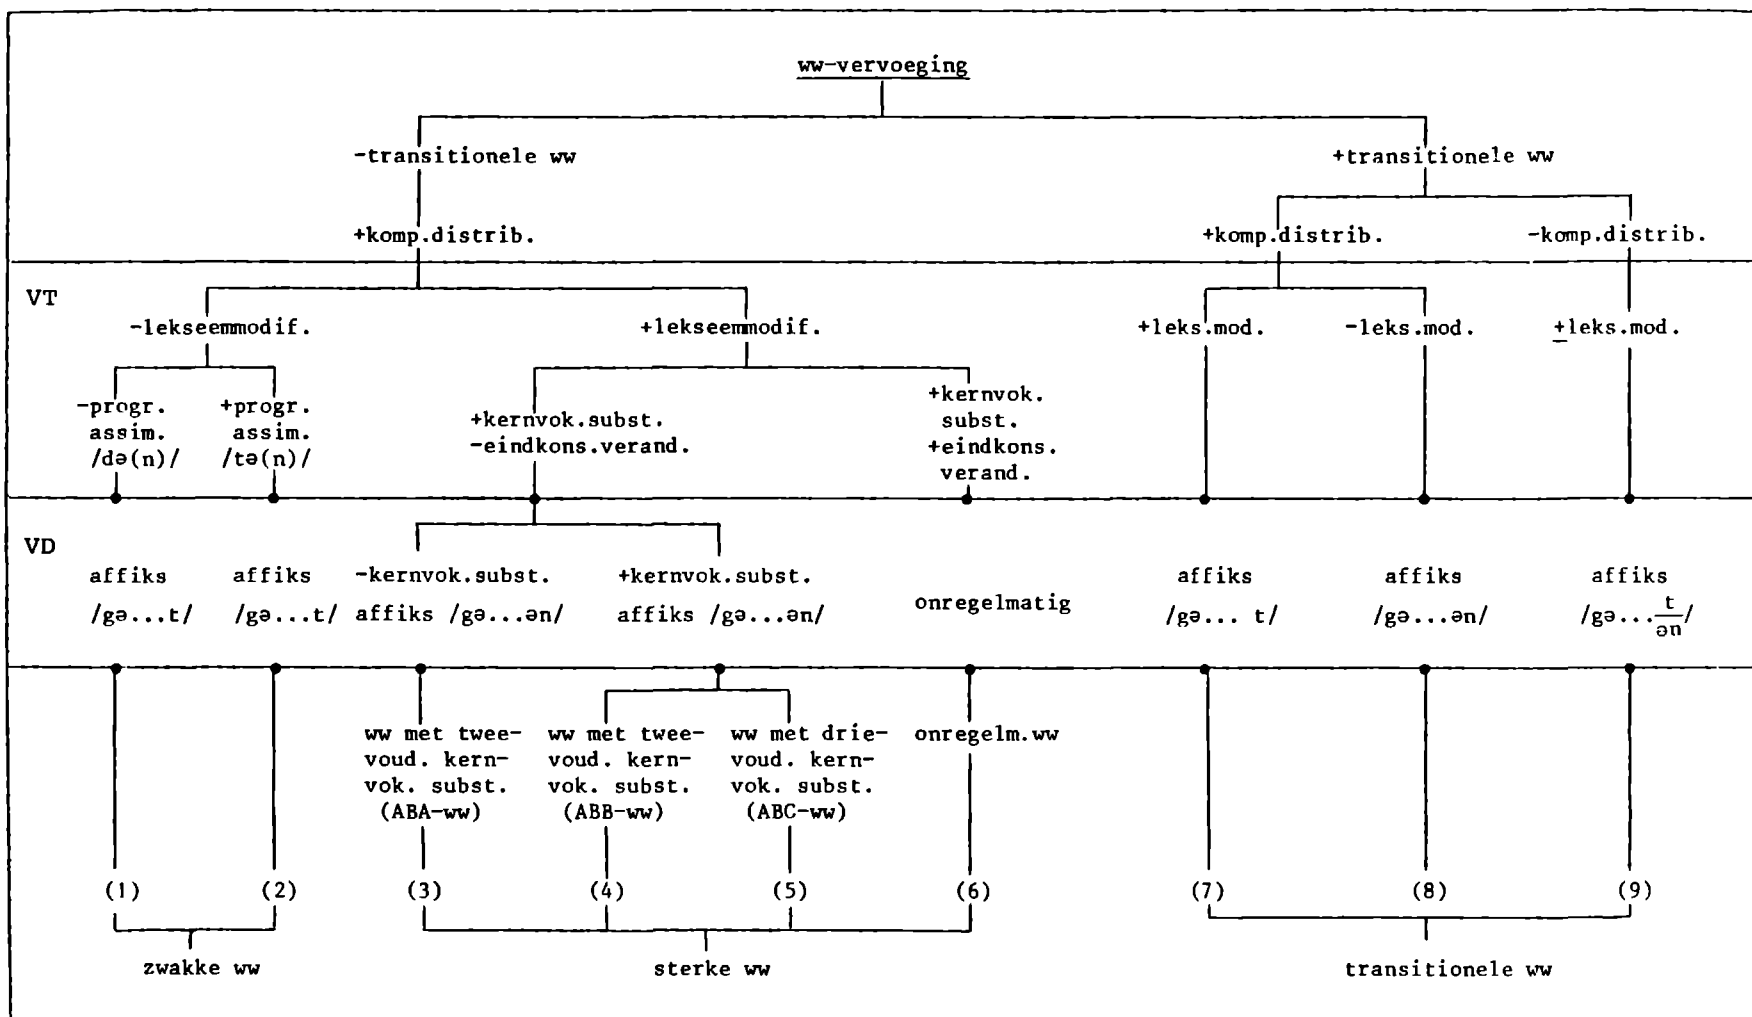 ww-vervoeging
-transitionele ww +transitionele ww
+komp.distrib. +komp.distrib. -komp.distrib.
VT
-lekseemmodif. +lekseemmodif. +leks.mod. -leks.mod. ±leks.mod.
-progr. assim. /də(n)/
+progr. assim. /tə(n)/
+kernvok.subst.
-eindkons.verand.
+kernvok.
subst.
+eindkons.
verand.
VD
affiks affiks -kernvok.subst. +kernvok.subst. affiks affiks affiks
/gə...t/ /gə...t/ affiks /gə...ən/ affiks /gə...ən/ onregelmatig /gə... t/ /gə...ən/ /gə...t/ən/
ww met twee-
voud. kern-
vok. subst.
(ABA-ww)
ww met twee-
voud. kern-
vok. subst.
(ABB-ww)
ww met drie-
voud. kern-
vok. subst.
(ABC-ww)
onregelm.ww
(1) (2) (3) (4) (5) (6) (7) (8) (9)
zwakke ww sterke ww transitionele ww